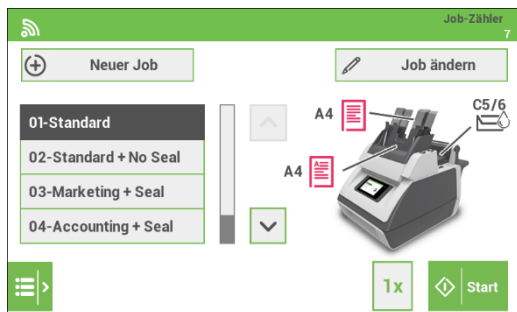 Job-Zähler
7
Neuer Job
Job ändern
01-Standard
02-Standard + No Seal
03-Marketing + Seal
04-Accounting + Seal
A4
C5/6
A4
1x
Start